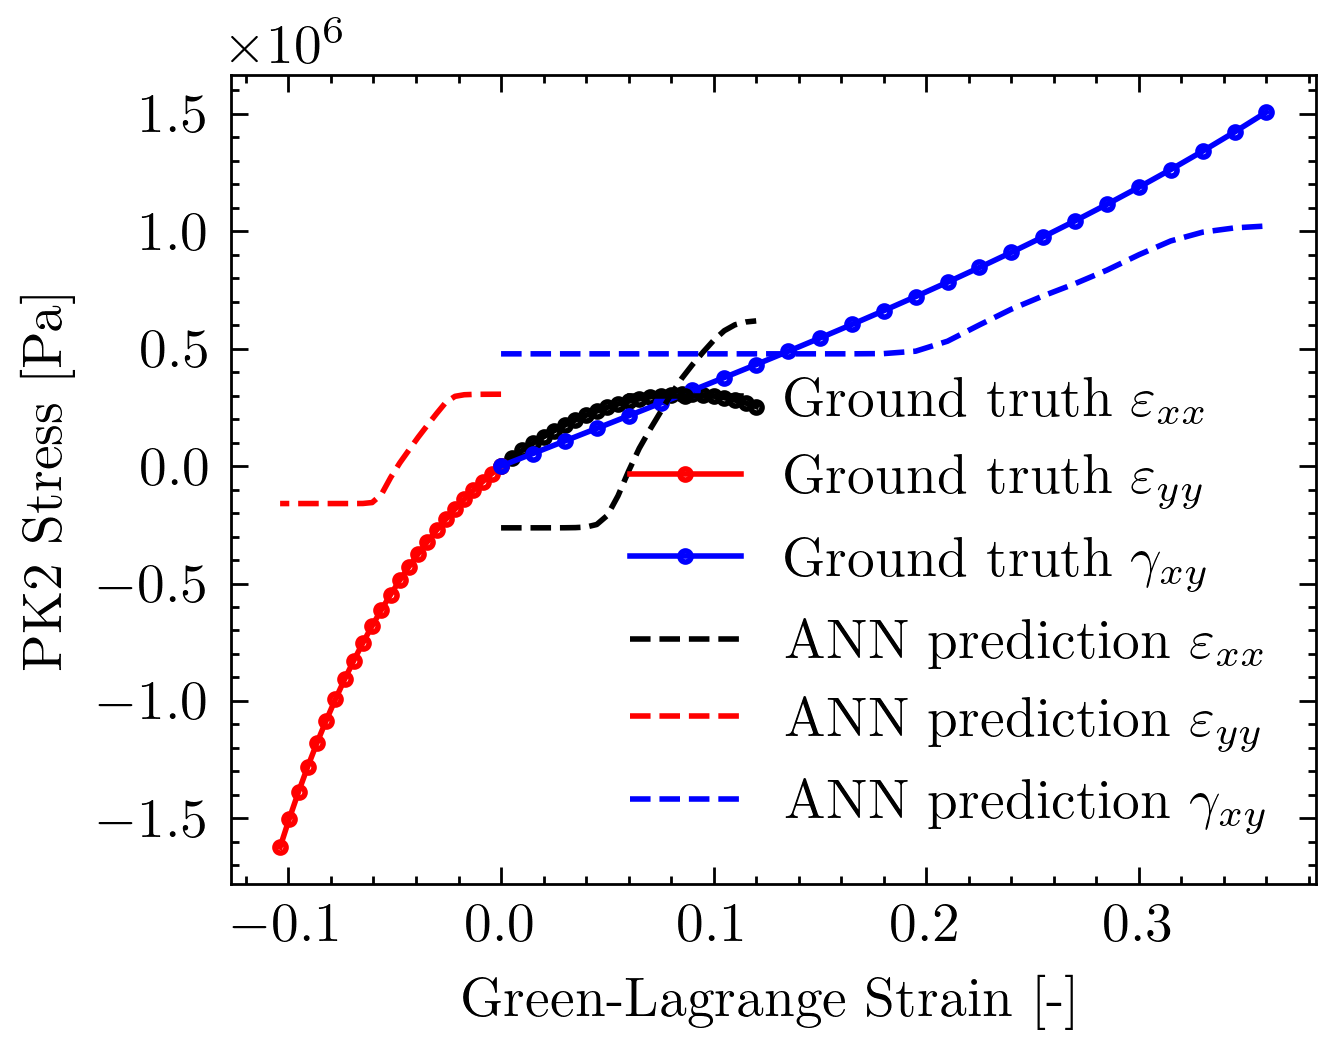 ×10⁶
1.5
1.0
0.5
0.0
−0.5
−1.0
−1.5
PK2 Stress [Pa]
Ground truth εxx
Ground truth εyy
Ground truth γxy
ANN prediction εxx
ANN prediction εyy
ANN prediction γxy
−0.1 0.0 0.1 0.2 0.3
Green-Lagrange Strain [-]